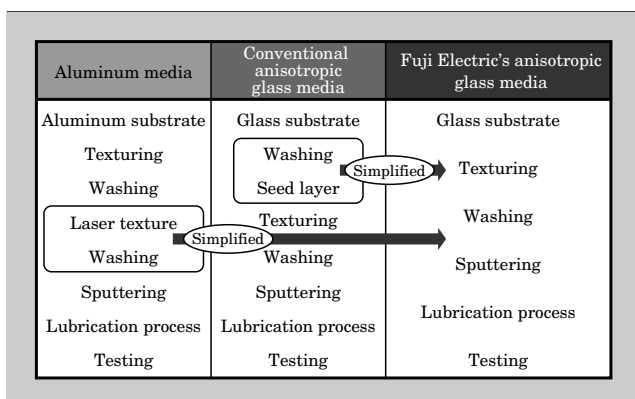 Aluminum media
Conventional
anisotropic
glass media
Fuji Electric's anisotropic
glass media
Aluminum substrate
Texturing
Washing
Laser texture
Washing
Sputtering
Lubrication process
Testing
Simplified
Glass substrate
Washing
Seed layer
Texturing
Washing
Sputtering
Lubrication process
Testing
Simplified
Glass substrate
Texturing
Washing
Sputtering
Lubrication process
Testing